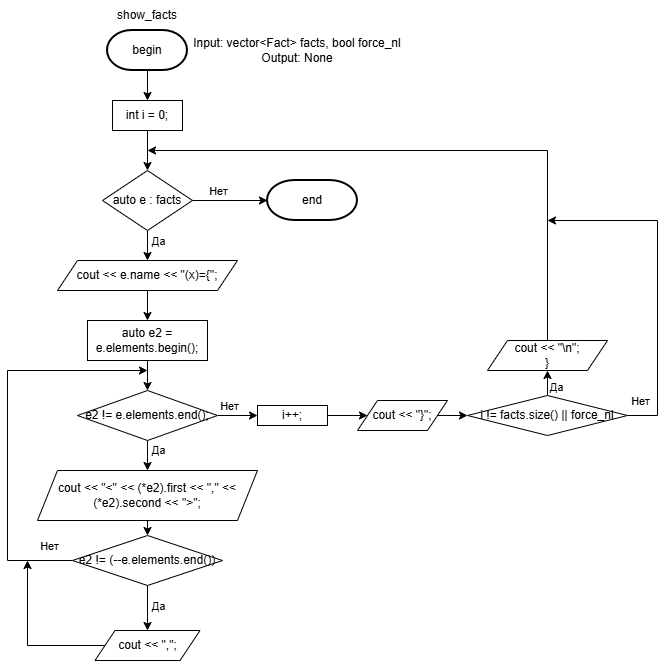 show_facts
begin
Input: vector<Fact> facts, bool force_nl
Output: None
int i = 0;
auto e : facts
Нет
end
Да
cout << e.name << "(x)={";
auto e2 =
e.elements.begin();
e2 != e.elements.end();
Нет
i++;
cout << "}";
i != facts.size() || force_nl
Нет
Да
cout << "\n";
}
Да
cout << "<" << (*e2).first << "," <<
(*e2).second << ">";
e2 != (--e.elements.end())
Нет
Да
cout << ",";